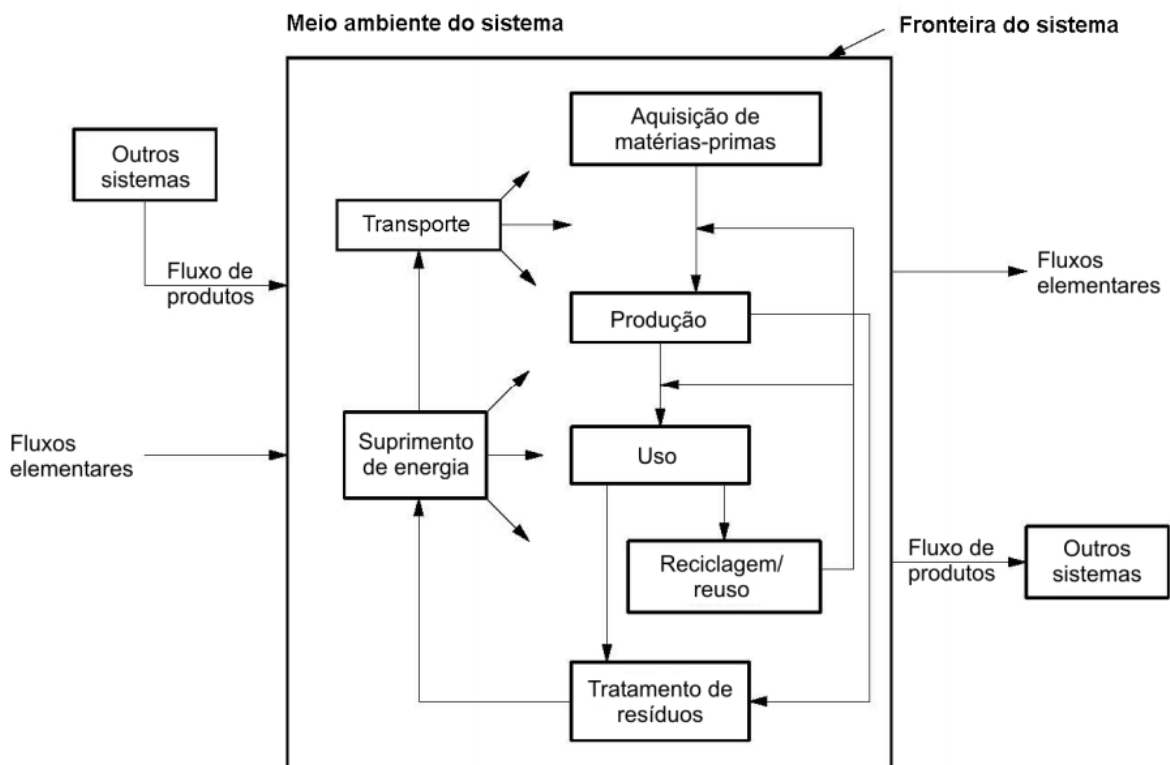 Meio ambiente do sistema
Fronteira do sistema
Aquisição de
matérias-primas
Outros
sistemas
Transporte
Fluxo de
produtos
Fluxos
elementares
Produção
Fluxos
elementares
Suprimento
de energia
Uso
Reciclagem/
reuso
Fluxo de
produtos
Outros
sistemas
Tratamento de
resíduos